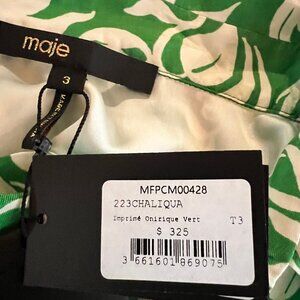 maje
3
MFPCM00428
223CHALIQUA
Imprimé Onirique Vert T3
$ 325
3 661601 869075